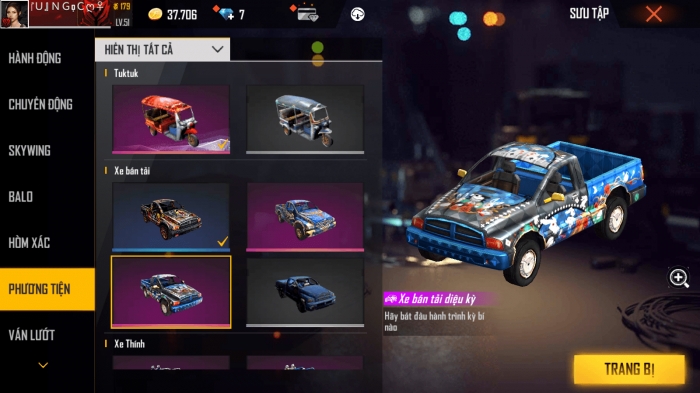 179
LV.51
37.706
7
SƯU TẬP
HÀNH ĐỘNG
CHUYỂN ĐỘNG
SKYWING
BALO
HÒM XÁC
PHƯƠNG TIỆN
VÁN LƯỚT
HIỂN THỊ TẤT CẢ
Tuktuk
Xe bán tải
Xe Thính
Xe bán tải diệu kỳ
Hãy bắt đầu hành trình kỳ bí
nào
TRANG BỊ